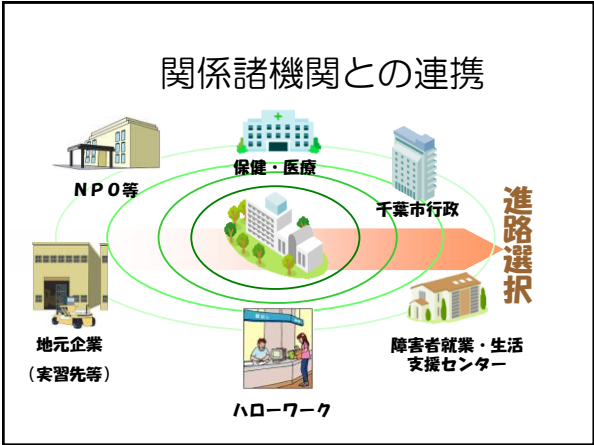 関係諸機関との連携
保健・医療
NPO等
千葉市行政
進路選択
地元企業
(実習先等)
障害者就業・生活
支援センター
ハローワーク